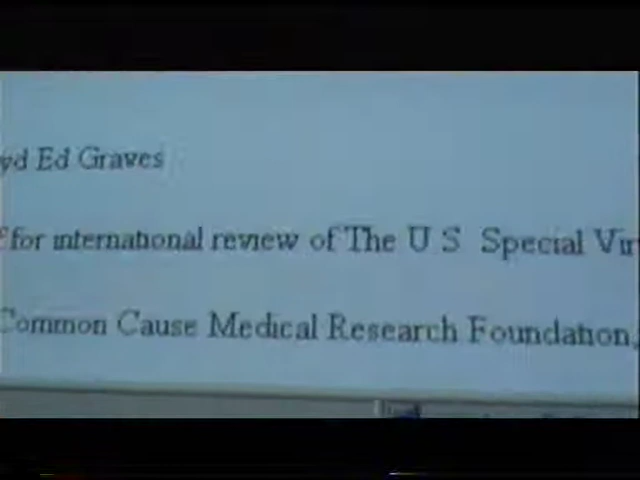 yd Ed Graves
for international review of The U S Special Vir
Common Cause Medical Research Foundation,